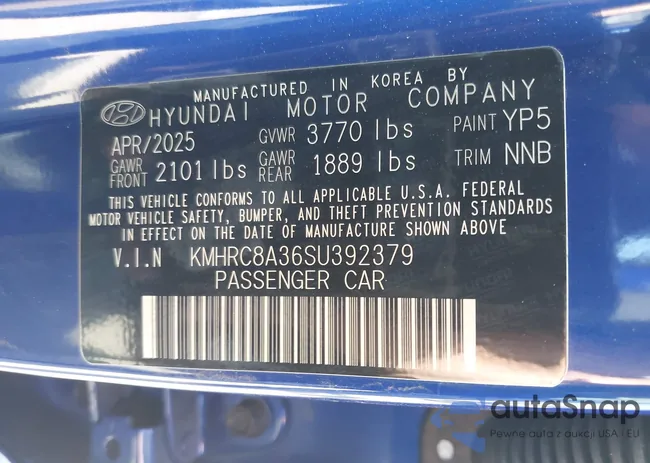 MANUFACTURED IN KOREA BY
HYUNDAI MOTOR COMPANY
APR/2025 GVWR 3770 lbs PAINT YP5
GAWR FRONT 2101 lbs GAWR REAR 1889 lbs TRIM NNB
THIS VEHICLE CONFORMS TO ALL APPLICABLE U.S.A. FEDERAL
MOTOR VEHICLE SAFETY, BUMPER, AND THEFT PREVENTION STANDARDS
IN EFFECT ON THE DATE OF MANUFACTURE SHOWN ABOVE
V.I.N KMHRC8A36SU392379
PASSENGER CAR
autoSnap
Pewne auta z aukcji USA i EU